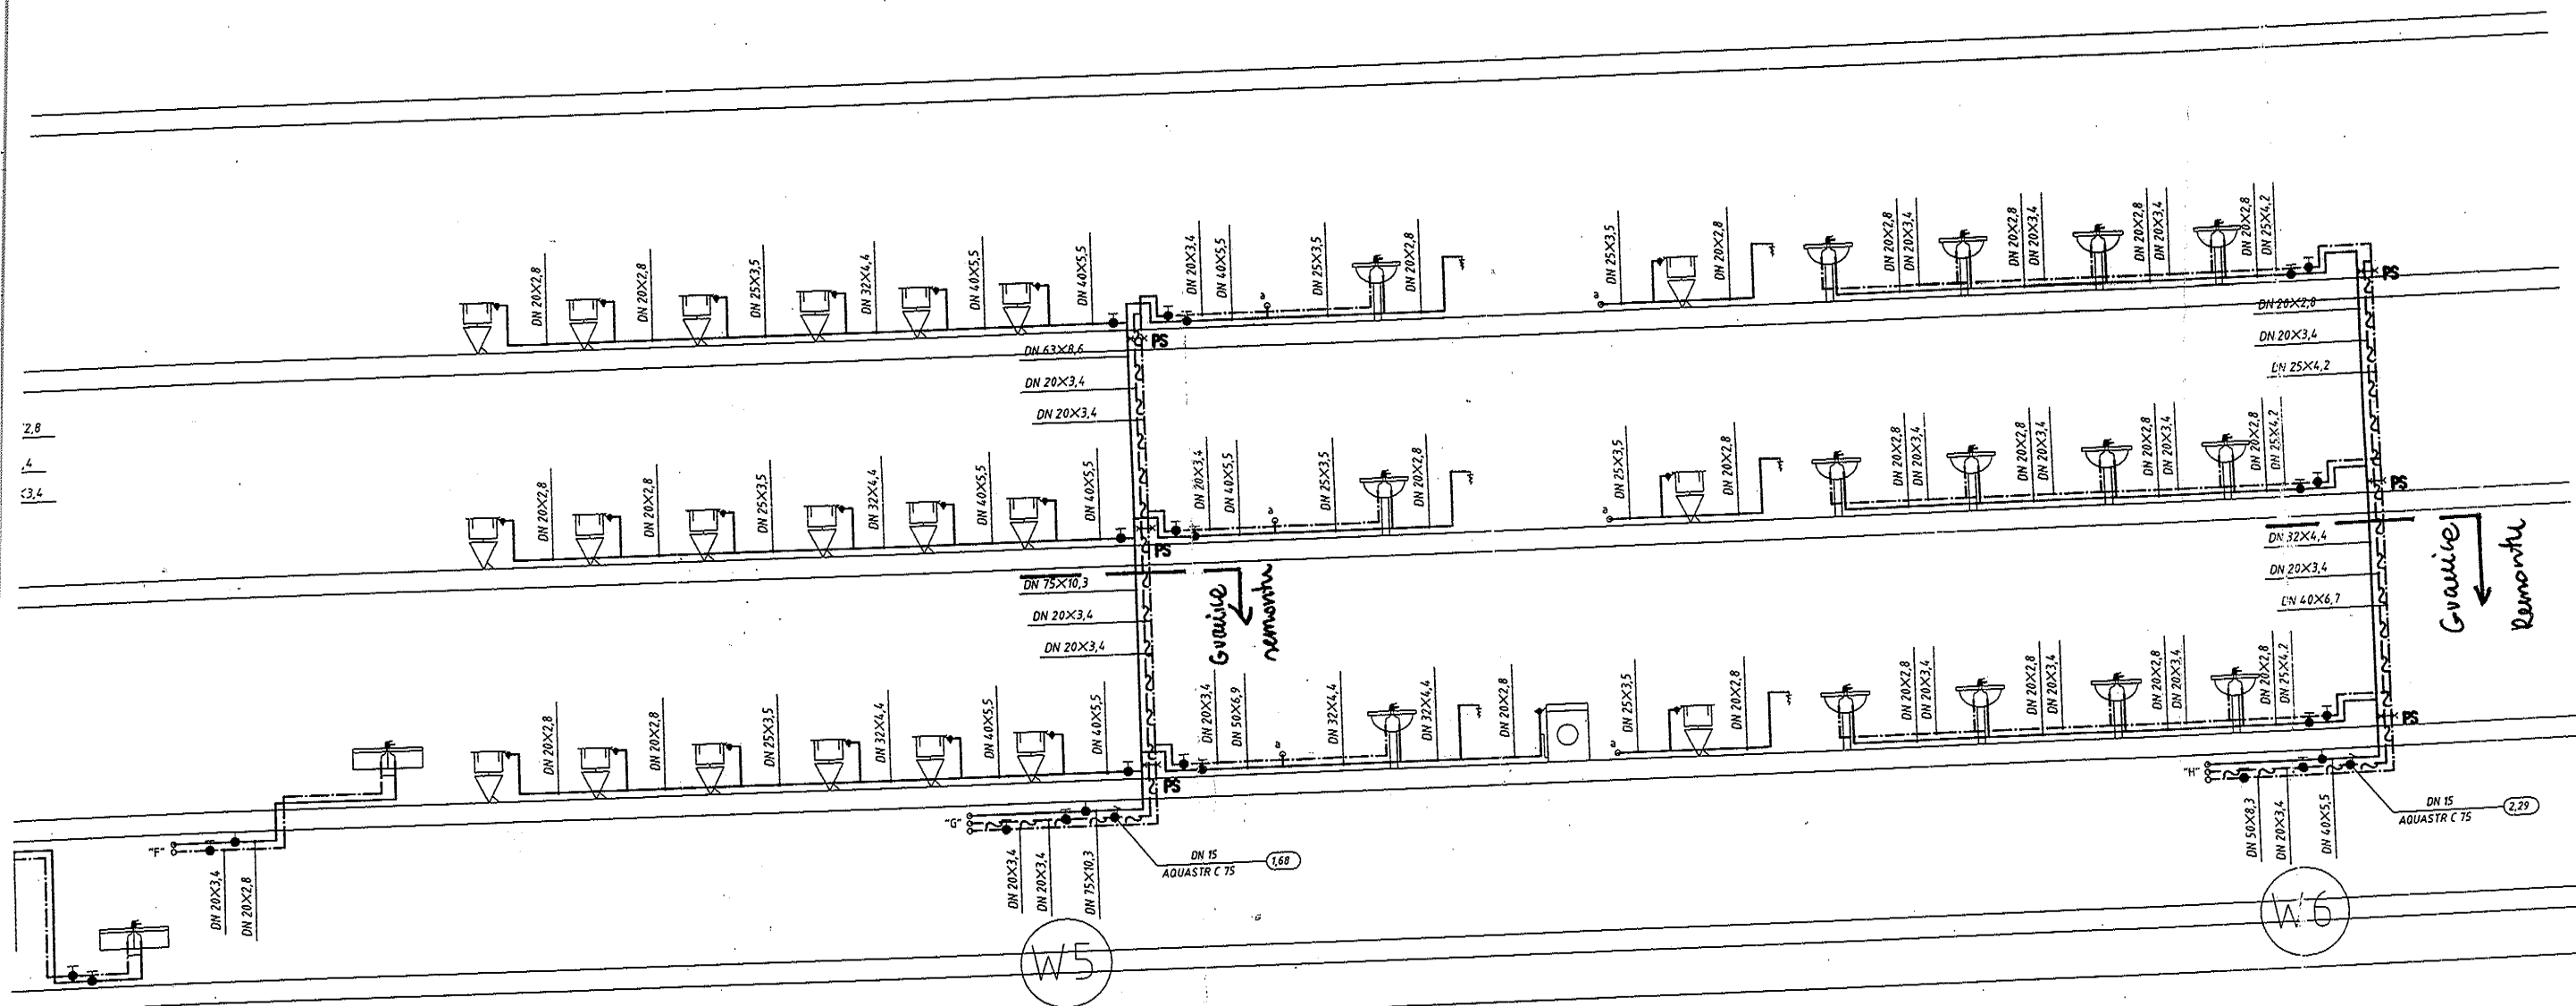 DN 20X2,8
DN 20X2,8
DN 25X3,5
DN 32X4,4
DN 40X5,5
DN 40X5,5
DN 20X3,4
DN 40X5,5
DN 25X3,5
DN 20X2,8
DN 25X3,5
DN 20X2,8
DN 20X2,8
DN 20X3,4
DN 20X2,8
DN 20X3,4
DN 20X2,8
DN 20X3,4
DN 20X2,8
DN 25X4,2
a
a
PS
PS
DN 63X8,6
DN 20X3,4
DN 20X3,4
DN 20X2,8
DN 20X3,4
DN 25X4,2
2,8
,4
X3,4
DN 20X2,8
DN 20X2,8
DN 25X3,5
DN 32X4,4
DN 40X5,5
DN 40X5,5
DN 20X3,4
DN 40X5,5
DN 25X3,5
DN 20X2,8
DN 25X3,5
DN 20X2,8
DN 20X2,8
DN 20X3,4
DN 20X2,8
DN 20X3,4
DN 20X2,8
DN 20X3,4
DN 20X2,8
DN 25X4,2
a
a
PS
PS
DN 75X10,3
DN 20X3,4
DN 20X3,4
Granice
remontu
DN 32X4,4
DN 20X3,4
DN 40X6,7
Granice
Remontu
DN 20X2,8
DN 20X2,8
DN 25X3,5
DN 32X4,4
DN 40X5,5
DN 40X5,5
DN 20X3,4
DN 50X6,9
DN 32X4,4
DN 32X4,4
DN 20X2,8
DN 25X3,5
DN 20X2,8
DN 20X2,8
DN 20X3,4
DN 20X2,8
DN 20X3,4
DN 20X2,8
DN 20X3,4
DN 20X2,8
DN 25X4,2
a
a
PS
PS
"F"
DN 20X3,4
DN 20X2,8
"G"
DN 20X3,4
DN 20X3,4
DN 75X10,3
DN 15
AQUASTR C 75
1,68
"H"
DN 50X8,3
DN 20X3,4
DN 40X5,5
DN 15
AQUASTR C 75
2,29
W5
W6